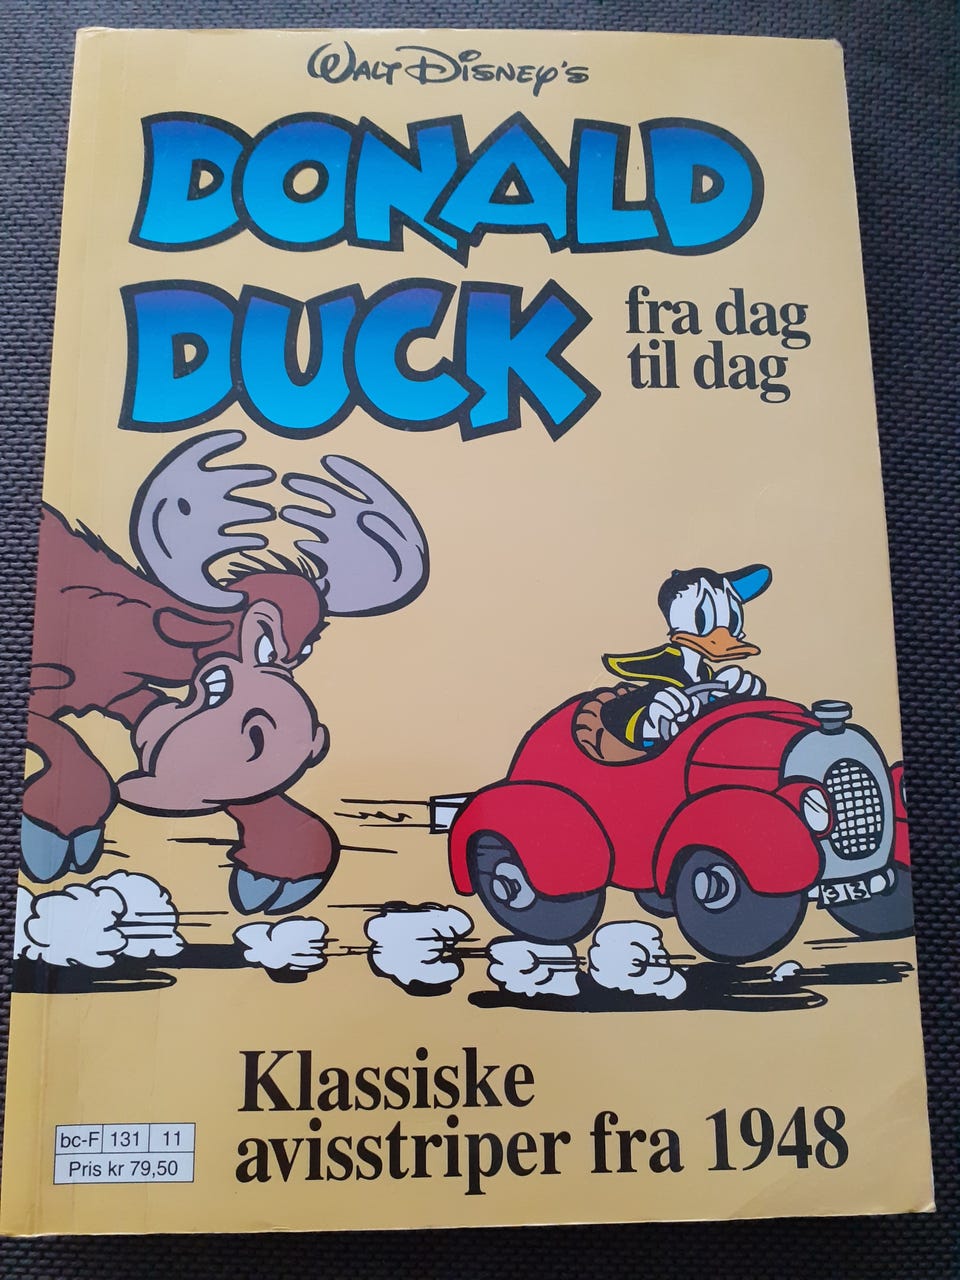 WALT DISNEY'S
DONALD
DUCK
fra dag
til dag
313
Klassiske
avisstriper fra 1948
bc-F 131 11
Pris kr 79,50